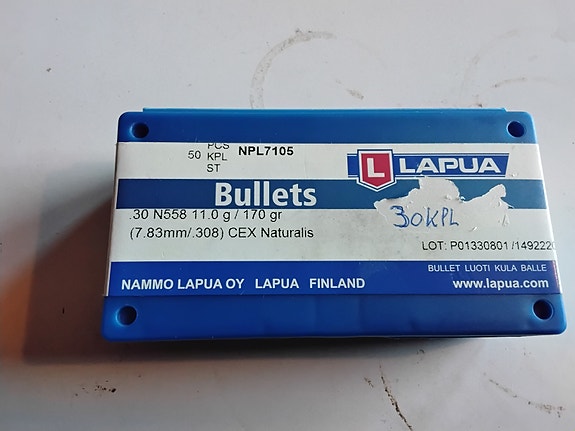 50 PCS KPL ST NPL7105
L LAPUA
Bullets
.30 N558 11.0 g / 170 gr
30KPL
(7.83mm/.308) CEX Naturalis
LOT: P01330801 /1492220
BULLET LUOTI KULA BALLE
NAMMO LAPUA OY LAPUA FINLAND www.lapua.com